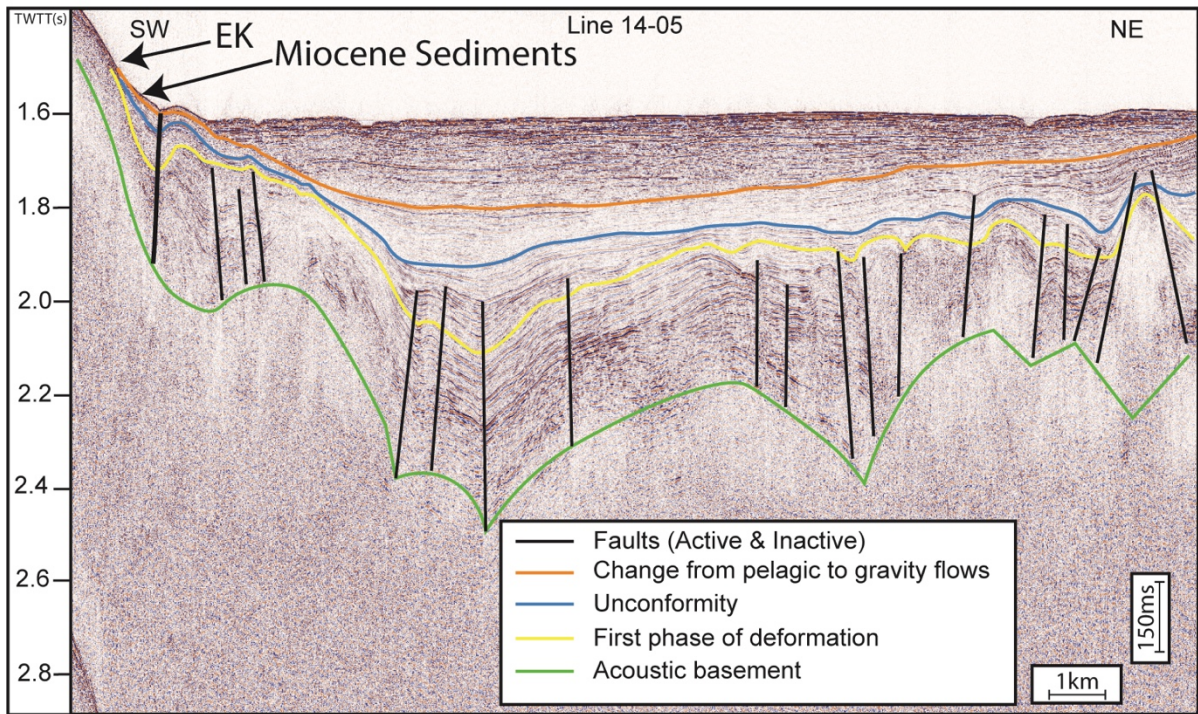 TWTT(s)
SW
Line 14-05
NE
EK
Miocene Sediments
1.6
1.8
2.0
2.2
2.4
2.6
2.8
Faults (Active & Inactive)
Change from pelagic to gravity flows
Unconformity
First phase of deformation
Acoustic basement
150ms
1km